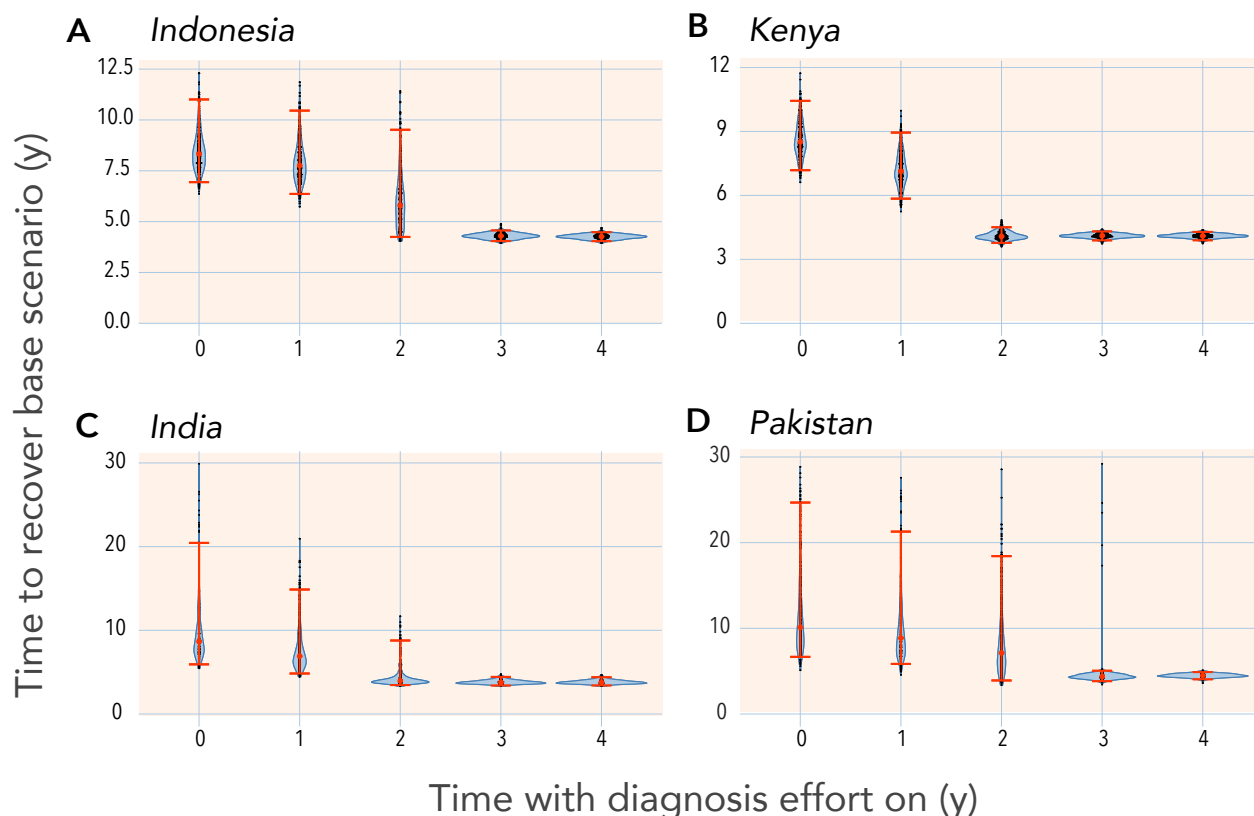 A Indonesia
12.5
10.0
7.5
5.0
2.5
0.0
0 1 2 3 4
B Kenya
12
9
6
3
0
0 1 2 3 4
C India
30
20
10
0
0 1 2 3 4
D Pakistan
30
20
10
0
0 1 2 3 4
Time to recover base scenario (y)
Time with diagnosis effort on (y)